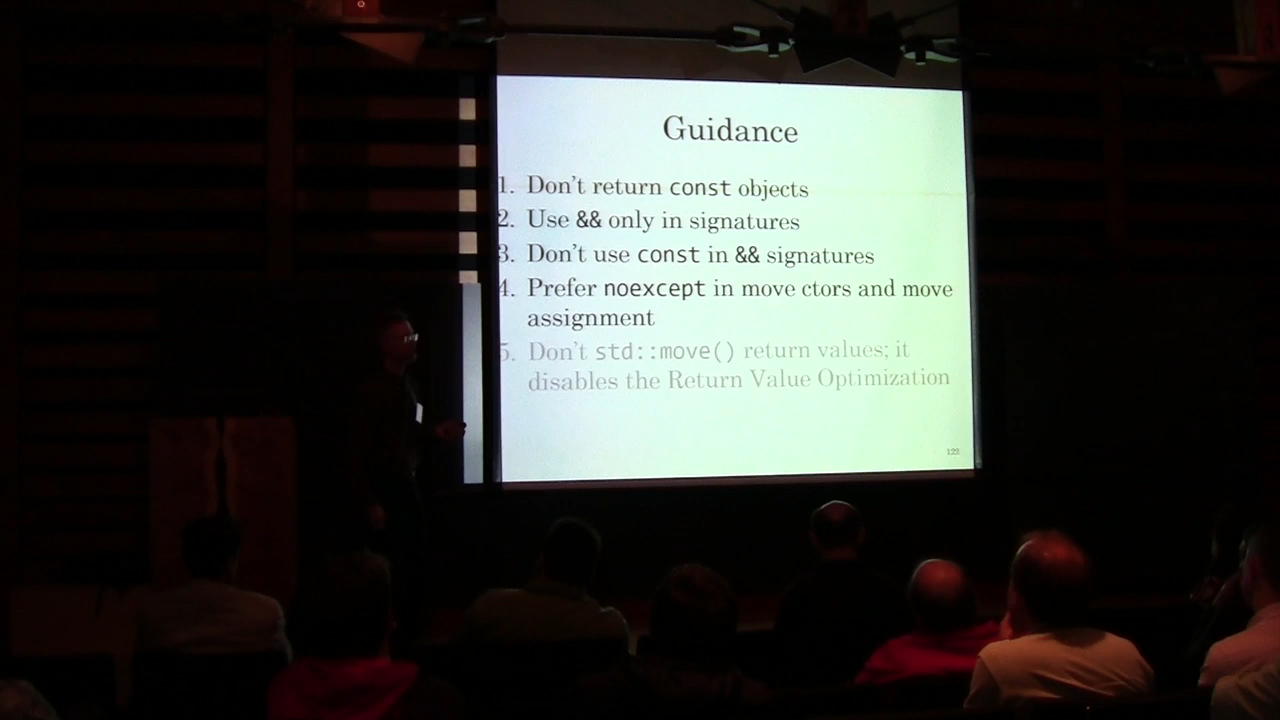 Guidance
1. Don't return const objects
2. Use && only in signatures
3. Don't use const in && signatures
4. Prefer noexcept in move ctors and move
assignment
5. Don't std::move() return values; it
disables the Return Value Optimization
122